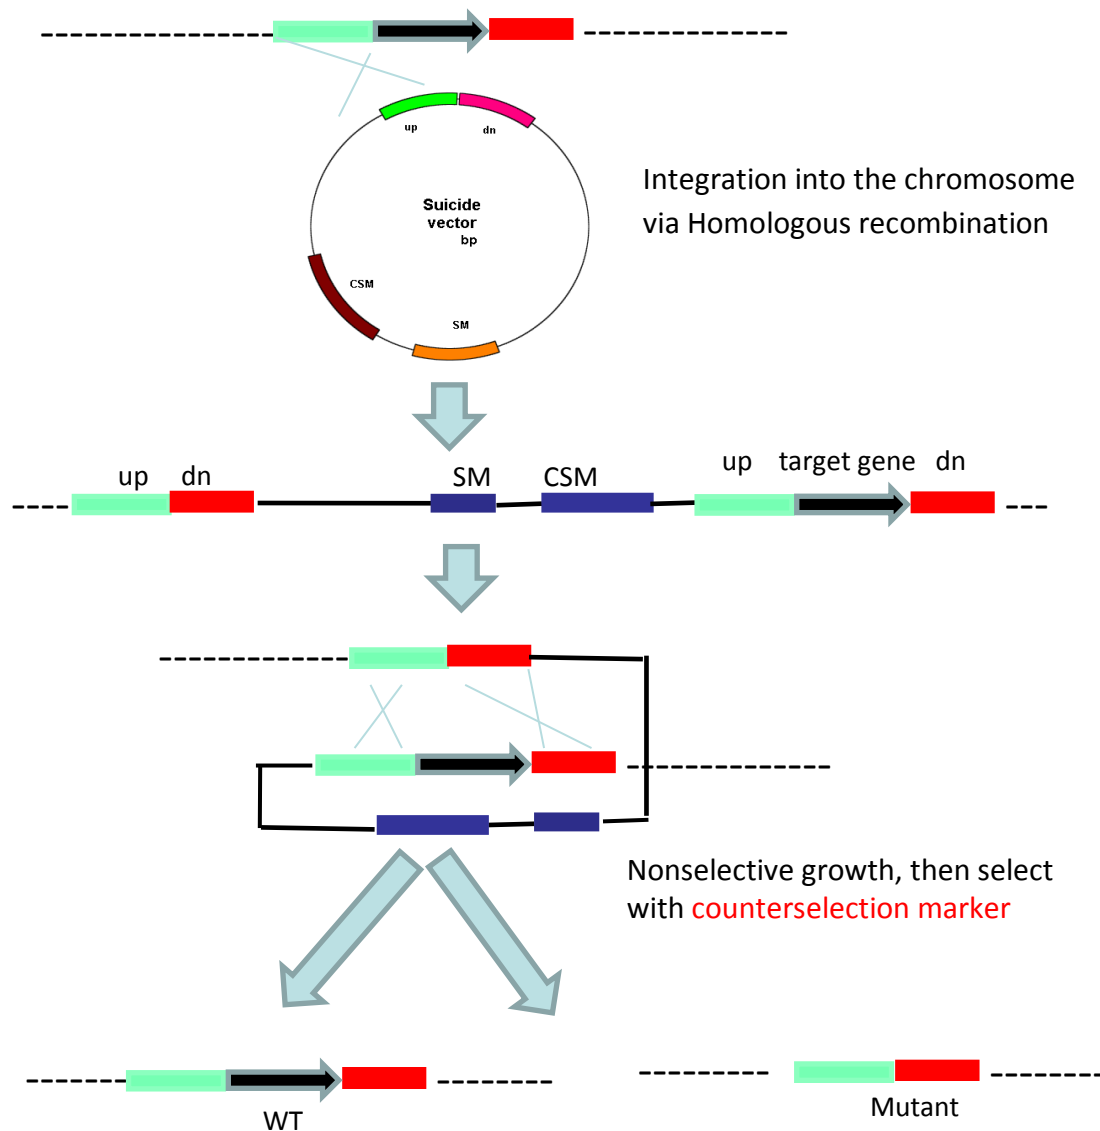 up
dn
Suicide
vector
bp
CSM
SM
Integration into the chromosome
via Homologous recombination
up dn SM CSM up target gene dn
Nonselective growth, then select
with counterselection marker
WT
Mutant